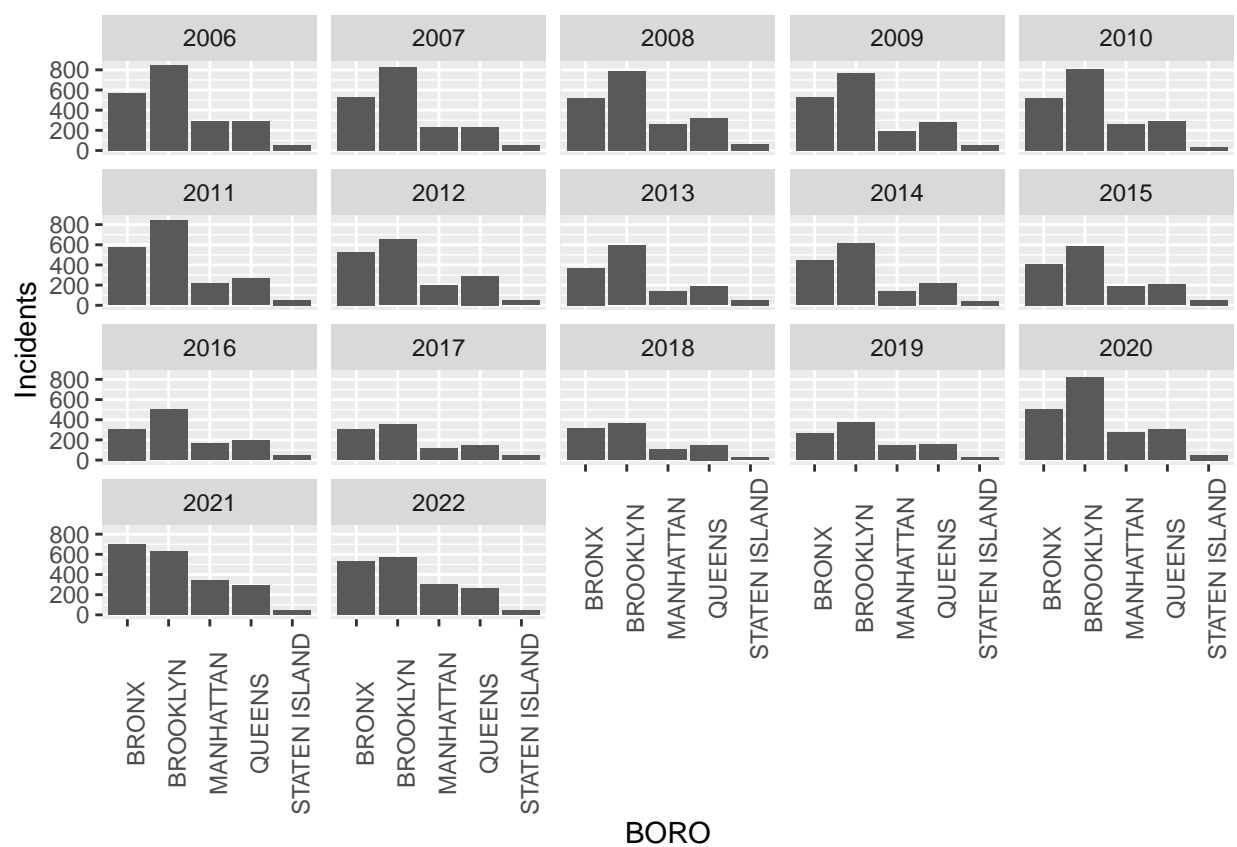 2006 2007 2008 2009 2010
800
600
400
200
0
2011 2012 2013 2014 2015
800
600
400
200
0
2016 2017 2018 2019 2020
800
600
400
200
0
2021 2022
800
600
400
200
0
Incidents
BRONX
BROOKLYN
MANHATTAN
QUEENS
STATEN ISLAND
BRONX
BROOKLYN
MANHATTAN
QUEENS
STATEN ISLAND
BRONX
BROOKLYN
MANHATTAN
QUEENS
STATEN ISLAND
BRONX
BROOKLYN
MANHATTAN
QUEENS
STATEN ISLAND
BRONX
BROOKLYN
MANHATTAN
QUEENS
STATEN ISLAND
BORO